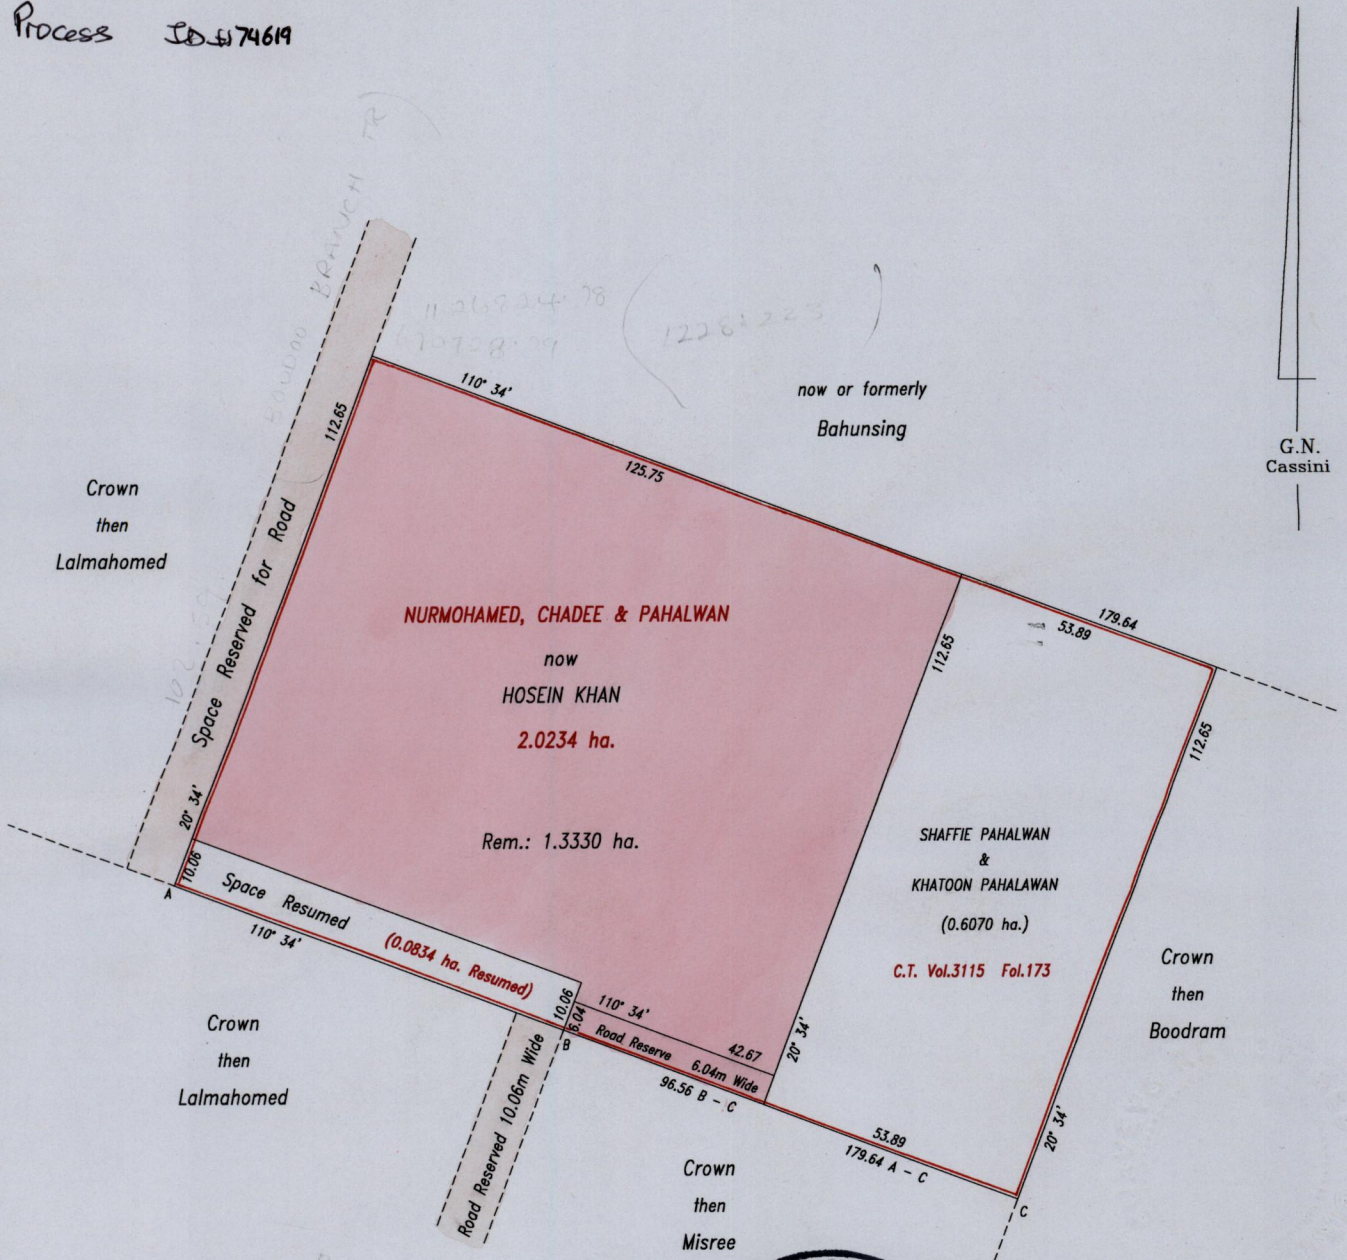 Process ID# 74619
BRANCH TR
(1228:223)
110° 34'
now or formerly
Bahunsing
G.N.
Cassini
112.65
125.75
Crown
then
Lalmahomed
Space Reserved for Road
NURMOHAMED, CHADEE & PAHALWAN
now
HOSEIN KHAN
2.0234 ha.
Rem.: 1.3330 ha.
179.64
53.89
112.65
112.65
20° 34'
10.06
A
Space Resumed
(0.0834 ha. Resumed)
110° 34'
SHAFFIE PAHALWAN
&
KHATOON PAHALAWAN
(0.6070 ha.)
C.T. Vol.3115 Fol.173
Crown
then
Boodram
10.06
6.04
B
110° 34'
42.67
Road Reserve 6.04m Wide
96.56 B - C
20° 34'
Crown
then
Lalmahomed
Road Reserved 10.06m Wide
53.89
179.64 A - C
20° 34'
C
Crown
then
Misree